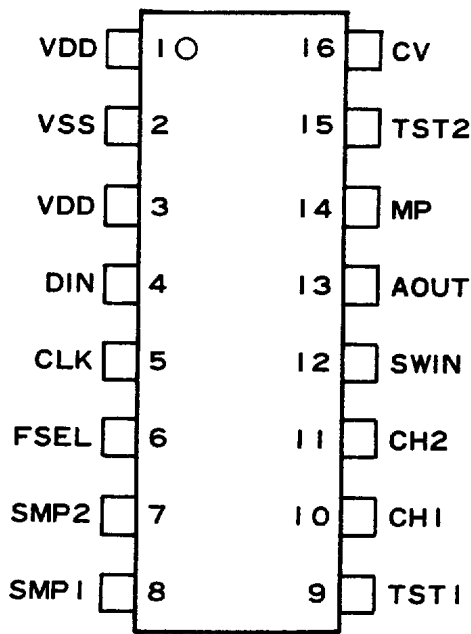 VDD 1 16 CV
VSS 2 15 TST2
VDD 3 14 MP
DIN 4 13 AOUT
CLK 5 12 SWIN
FSEL 6 11 CH2
SMP2 7 10 CH1
SMP1 8 9 TST1